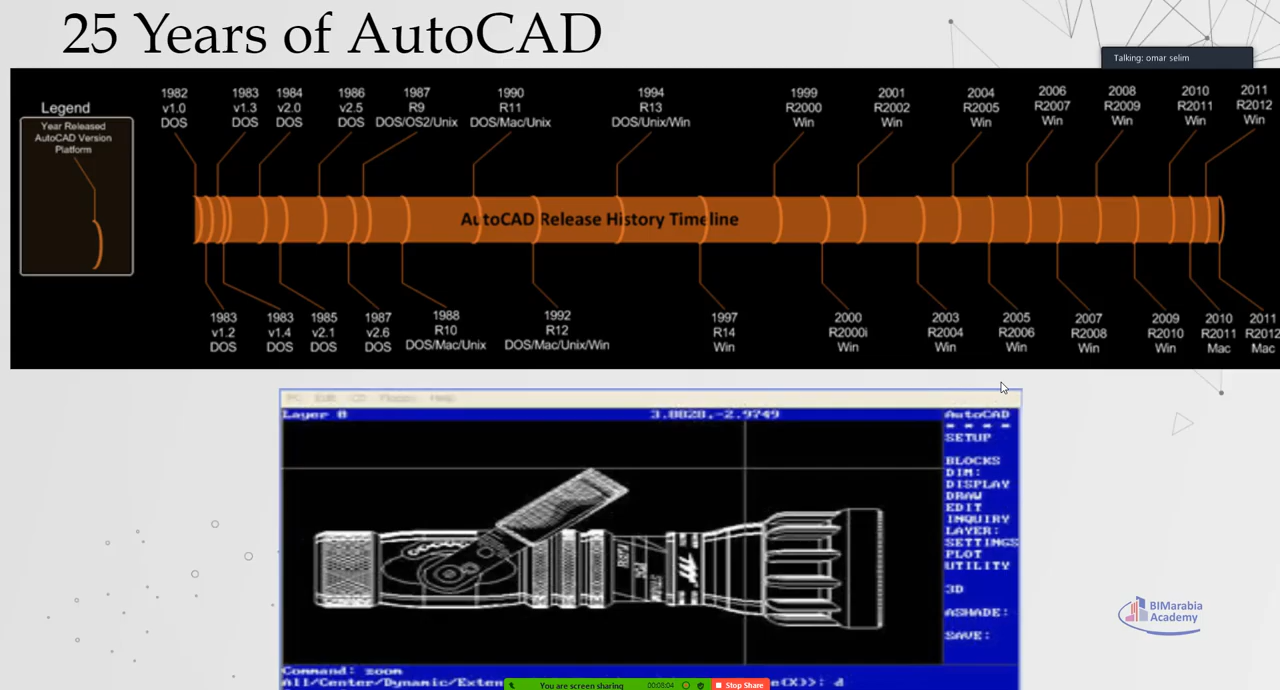 25 Years of AutoCAD
Talking: omar selim
Legend
Year Released
AutoCAD Version
Platform
1982
v1.0
DOS
1983
v1.3
DOS
1984
v2.0
DOS
1986
v2.5
DOS
1987
R9
DOS/OS2/Unix
1990
R11
DOS/Mac/Unix
1994
R13
DOS/Unix/Win
1999
R2000
Win
2001
R2002
Win
2004
R2005
Win
2006
R2007
Win
2008
R2009
Win
2010
R2011
Win
2011
R2012
Win
AutoCAD Release History Timeline
1983
v1.2
DOS
1983
v1.4
DOS
1985
v2.1
DOS
1987
v2.6
DOS
1988
R10
DOS/Mac/Unix
1992
R12
DOS/Mac/Unix/Win
1997
R14
Win
2000
R2000i
Win
2003
R2004
Win
2005
R2006
Win
2007
R2008
Win
2009
R2010
Win
2010
R2011
Mac
2011
R2012
Mac
PC Edit CD Floppy Help
Layer 0 3.8828,-2.9749 AutoCAD
* * * *
SETUP
BLOCKS
DIM:
DISPLAY
DRAW
EDIT
INQUIRY
LAYER:
SETTINGS
PLOT
UTILITY
3D
ASHADE:
SAVE:
BIMarabia
Academy
Command: zoom
All/Center/Dynamic/Exten e(X)>: d
You are screen sharing 00:08:04 Stop Share